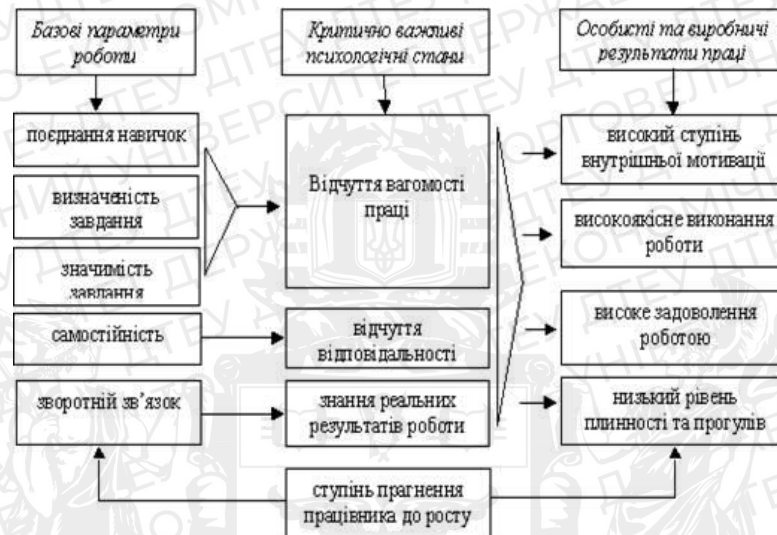 Базові параметри
роботи
Критично важливі
психологічні стани
Особисті та виробничі
результати праці
поєднання навичок
визначеність
завдання
значимість
завдання
самостійність
зворотній зв’язок
Відчуття вагомості
праці
відчуття
відповідальності
знання реальних
результатів роботи
високий ступінь
внутрішньої мотивації
високоякісне виконання
роботи
високе задоволення
роботою
низький рівень
плинності та прогулів
ступінь прагнення
працівника до росту